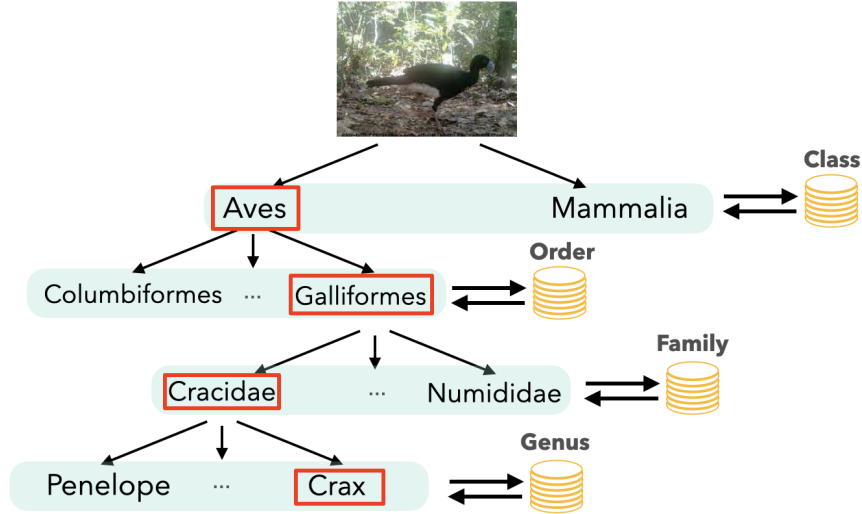 Class
Aves
Mammalia
Order
Columbiformes
...
Galliformes
Family
Cracidae
...
Numididae
Genus
Penelope
...
Crax